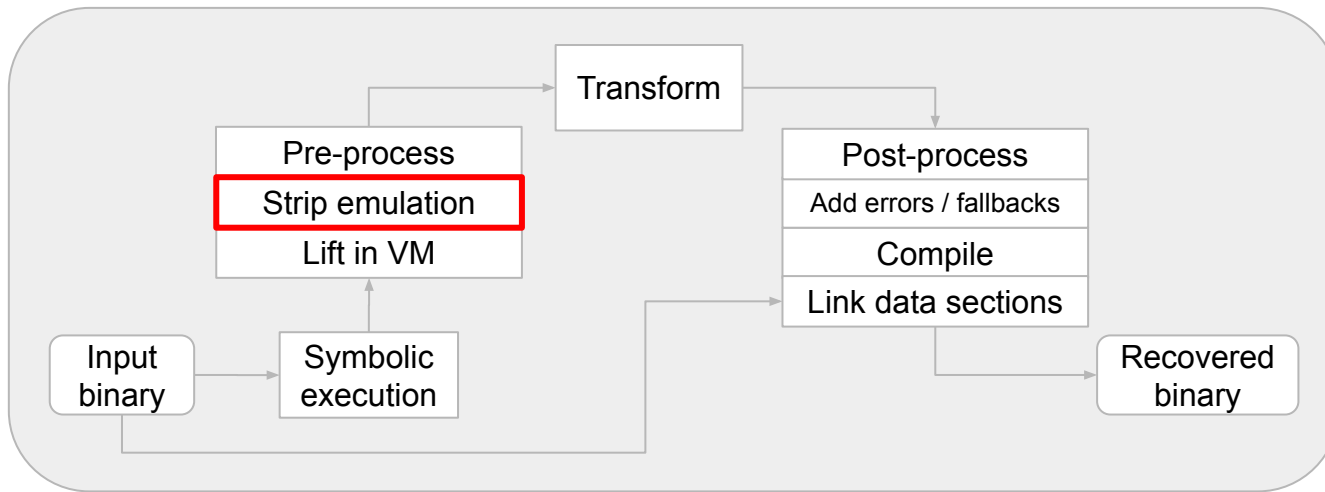 Transform
Pre-process
Strip emulation
Lift in VM
Post-process
Add errors / fallbacks
Compile
Link data sections
Input
binary
Symbolic
execution
Recovered
binary